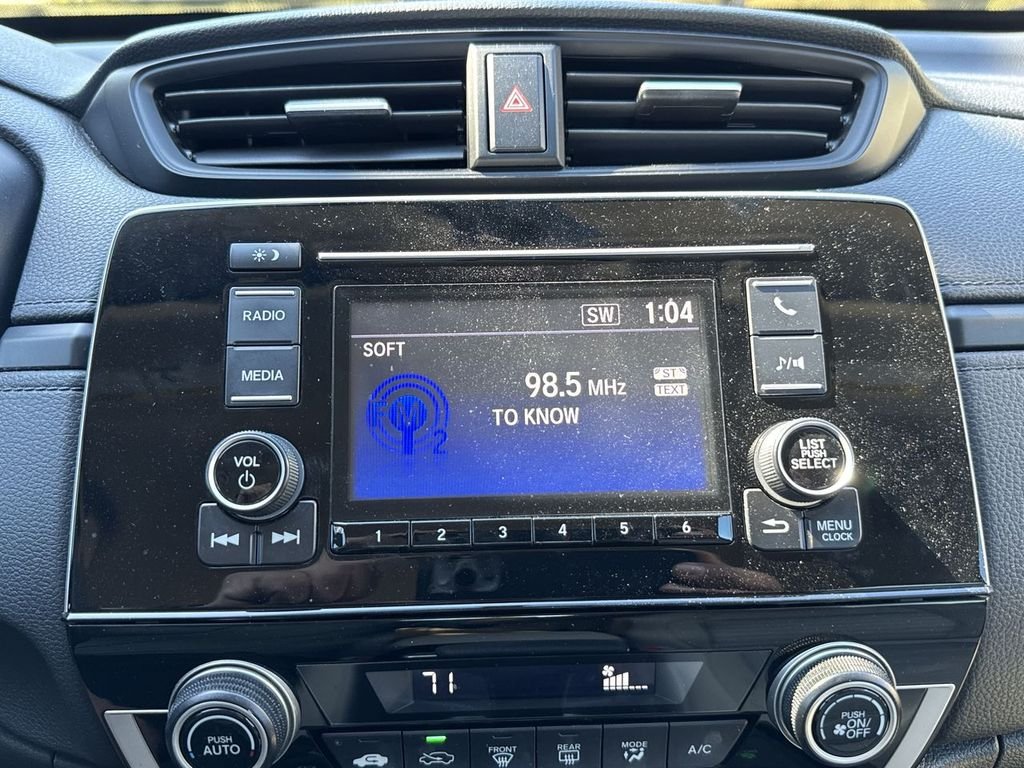 SW 1:04
RADIO
SOFT
MEDIA
98.5 MHz ST
TEXT
TO KNOW
FM2
VOL
LIST
PUSH
SELECT
1 2 3 4 5 6
MENU
CLOCK
71
PUSH
AUTO
FRONT
REAR
MODE
A/C
PUSH
ON/
OFF